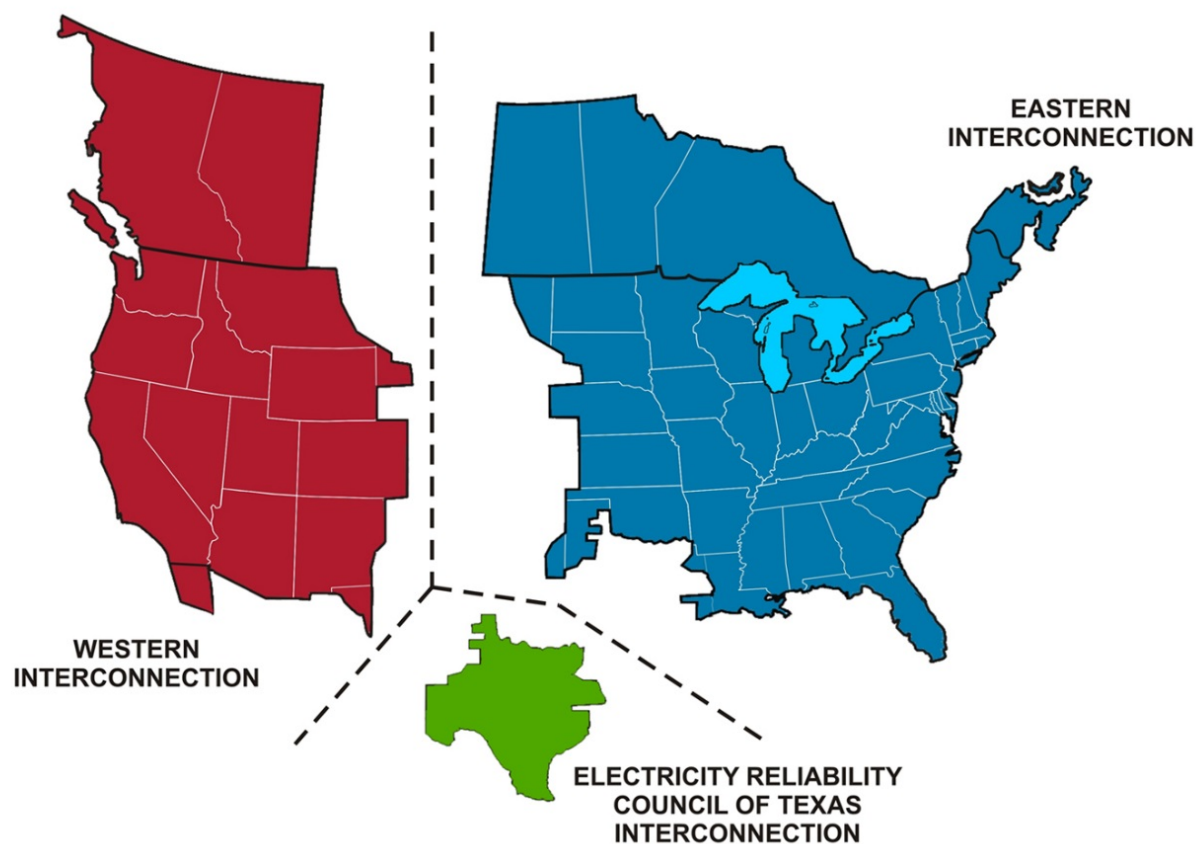 EASTERN
INTERCONNECTION
WESTERN
INTERCONNECTION
ELECTRICITY RELIABILITY
COUNCIL OF TEXAS
INTERCONNECTION